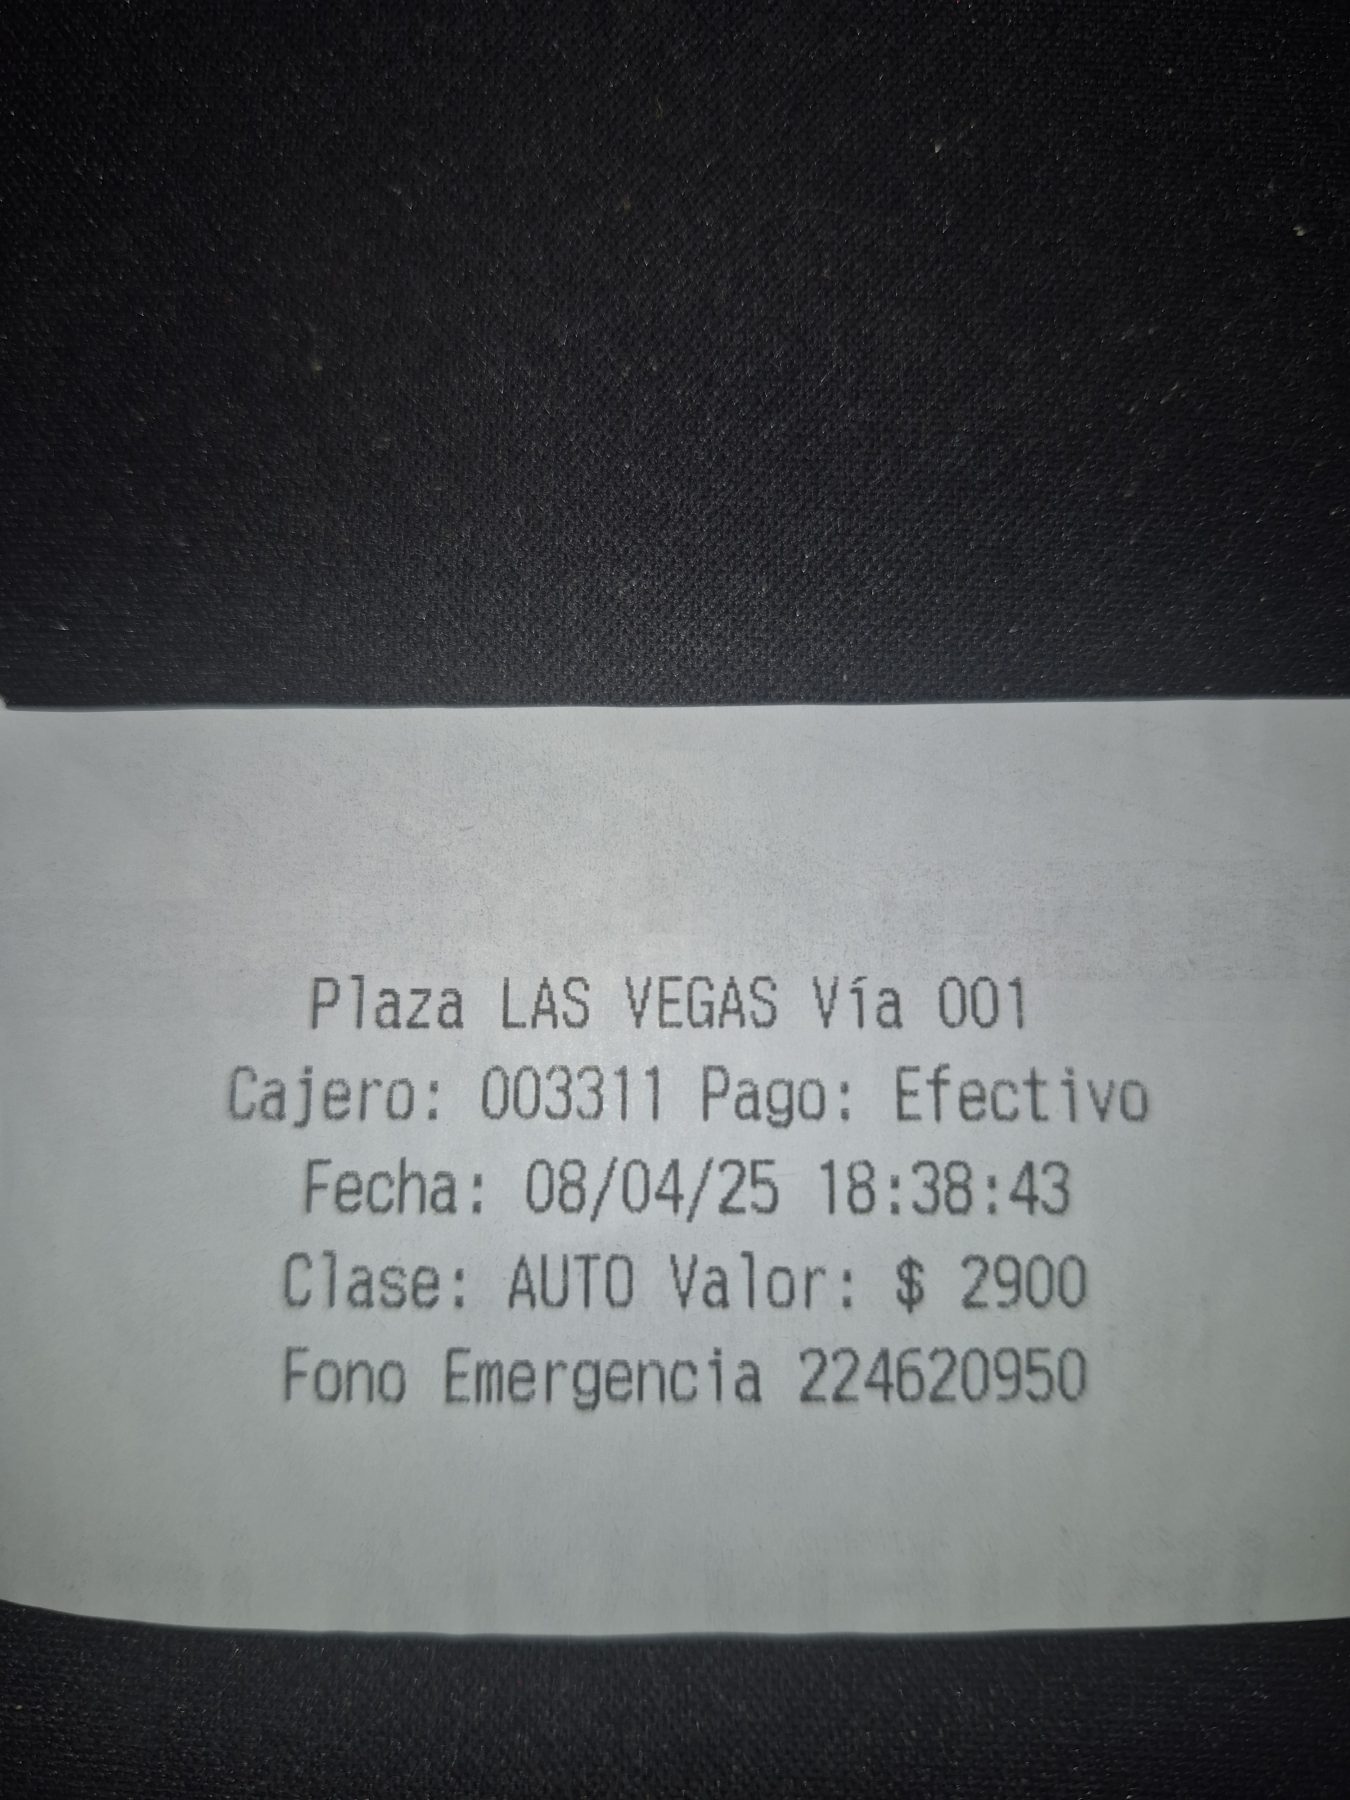 Plaza LAS VEGAS Vía 001
Cajero: 003311 Pago: Efectivo
Fecha: 08/04/25 18:38:43
Clase: AUTO Valor: $ 2900
Fono Emergencia 224620950